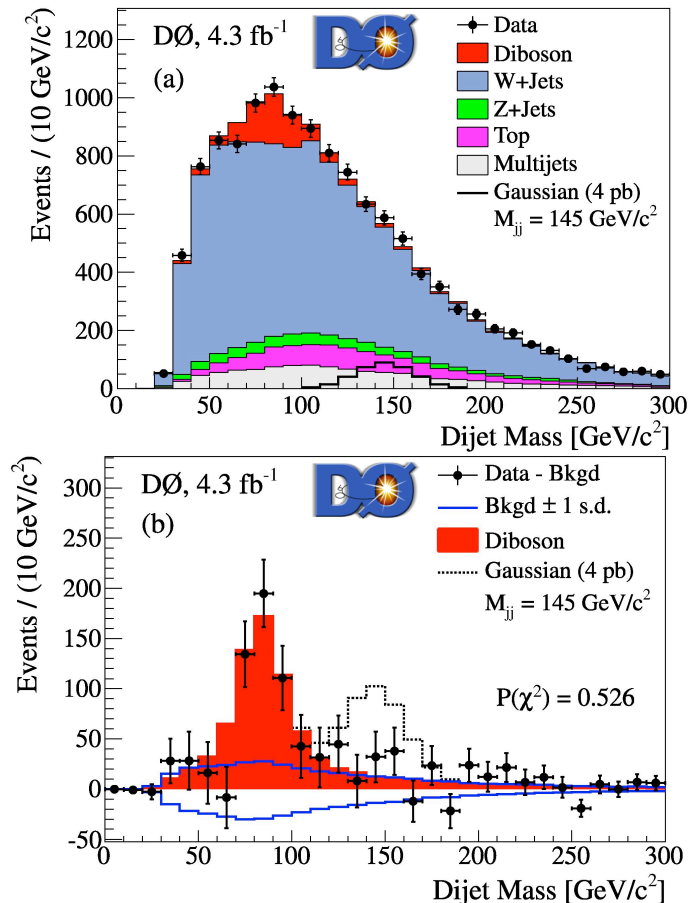 DØ, 4.3 fb⁻¹
DØ
(a)
Data
Diboson
W+Jets
Z+Jets
Top
Multijets
Gaussian (4 pb)
M_jj = 145 GeV/c²
Events / (10 GeV/c²)
1200
1000
800
600
400
200
0
0 50 100 150 200 250 300
Dijet Mass [GeV/c²]
DØ, 4.3 fb⁻¹
DØ
(b)
Data - Bkgd
Bkgd ± 1 s.d.
Diboson
Gaussian (4 pb)
M_jj = 145 GeV/c²
P(χ²) = 0.526
Events / (10 GeV/c²)
300
250
200
150
100
50
0
-50
0 50 100 150 200 250 300
Dijet Mass [GeV/c²]